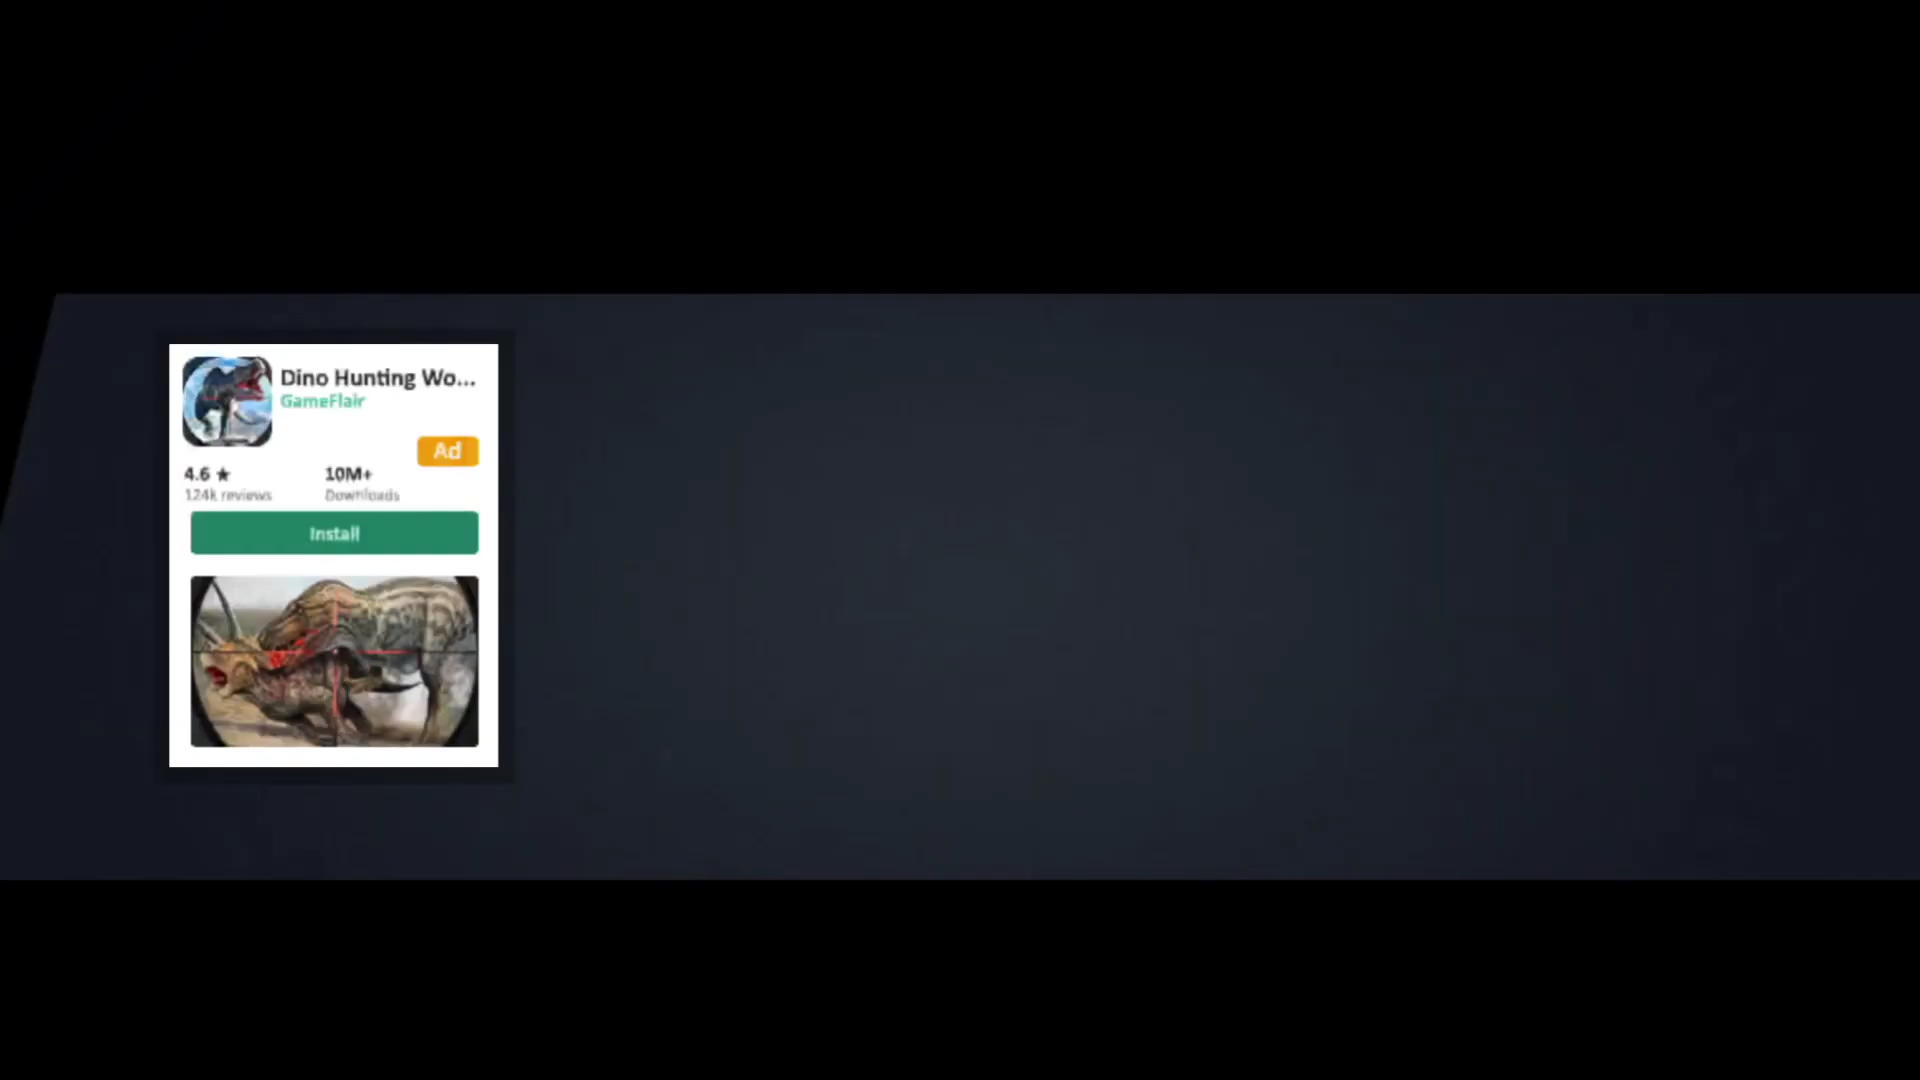 Dino Hunting Wo...
GameFlair
Ad
4.6 ★
124k reviews
10M+
Downloads
Install